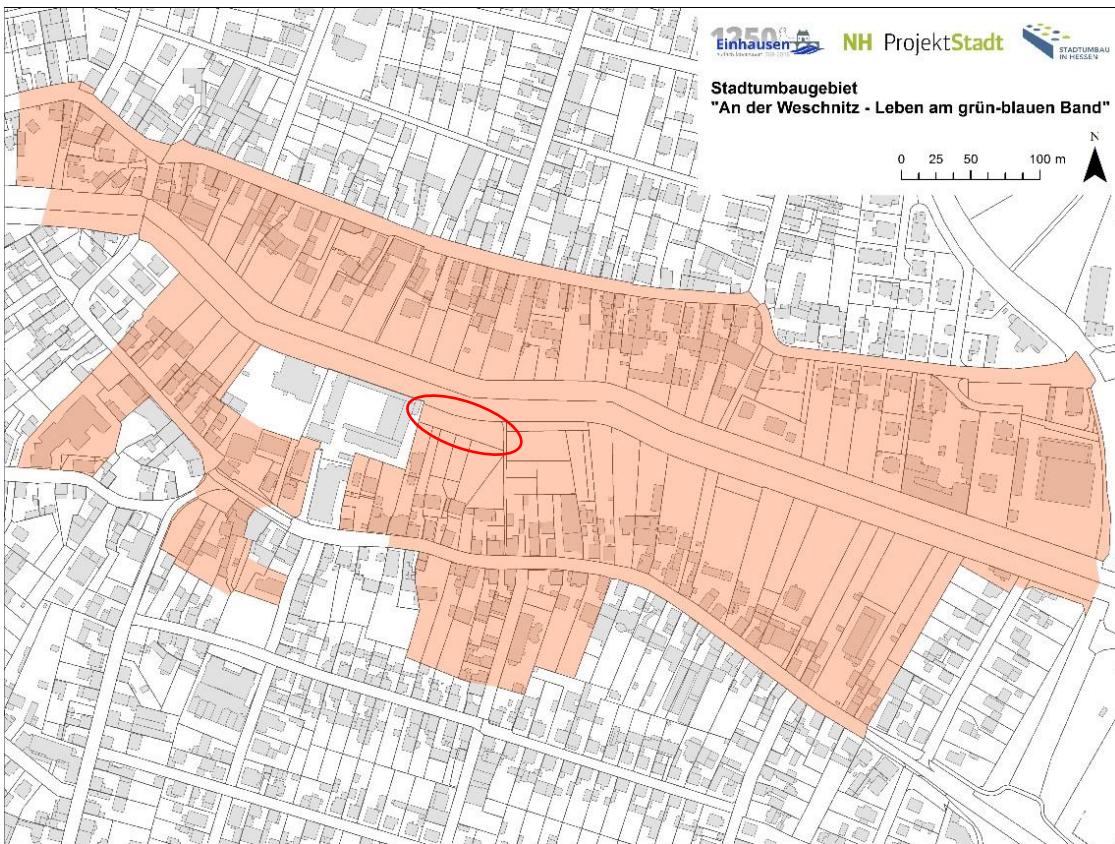 1250
Einhausen
NH ProjektStadt
STADTUMBAU
IN HESSEN
Stadtumbaugebiet
"An der Weschnitz - Leben am grün-blauen Band"
N
0 25 50 100 m